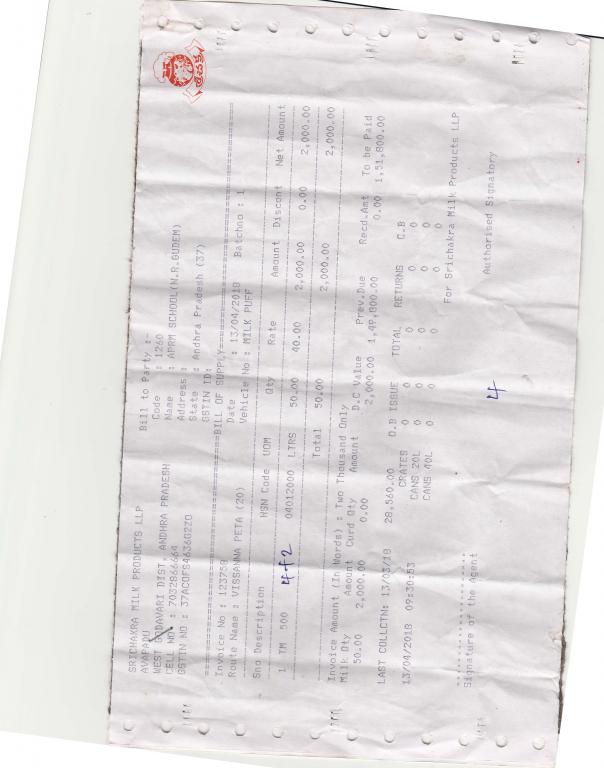 SRICHAKRA MILK PRODUCTS LLP
AVAPADU
WEST GODAVARI DIST, ANDHRA PRADESH
CELL NO : 7032866664
GSTIN NO : 37ACOFS4636G2ZO
Bill to Party :-
Code : 1260
Name : APRM SCHOOL(N.R.GUDEM)
Address :
State : Andhra Pradesh (37)
GSTIN ID:
BILL OF SUPPLY
Invoice No : 123758 Date : 13/04/2018 Batchno : 1
Route Name : VISSANNA PETA (20) Vehicle No : MILK PUFF
Sno Description HSN Code UOM Qty Rate Amount Discont Net Amount
1 TM 500 04012000 LTRS 50.00 40.00 2,000.00 0.00 2,000.00
Total 50.00 2,000.00 2,000.00
Invoice Amount (In Words) : Two Thousand Only
Milk Qty Amount Curd Qty Amount D.C Value Prev.Due Recd.Amt To be Paid
50.00 2,000.00 0.00 2,000.00 1,49,800.00 0.00 1,51,800.00
LAST COLLCTN: 13/03/18 28,560.00 O.B ISSUE TOTAL RETURNS C.B
CRATES 0 0 0 0 0
CANS 20L 0 0 0 0 0
CANS 40L 0 0 0 0 0
13/04/2018 09:30:53
For Srichakra Milk Products LLP
4
Signature of the Agent
Authorised Signatory